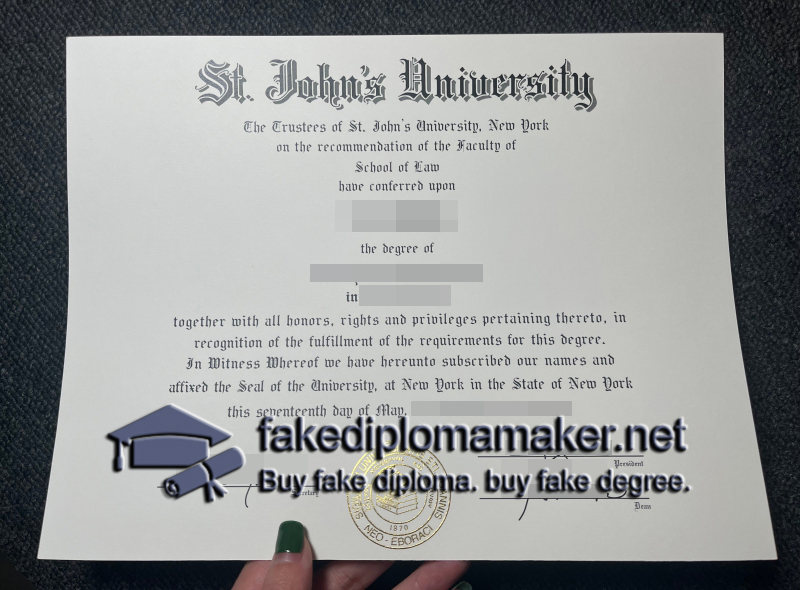 St. John's University
The Trustees of St. John's University, New York
on the recommendation of the Faculty of
School of Law
have conferred upon
the degree of
in
together with all honors, rights and privileges pertaining thereto, in
recognition of the fulfillment of the requirements for this degree.
In Witness Whereof we have hereunto subscribed our names and
affixed the Seal of the University, at New York in the State of New York
this seventeenth day of May,
fakediplomamaker.net
President
Buy fake diploma. buy fake degree.
Dean
1870
NEO-EBORACI